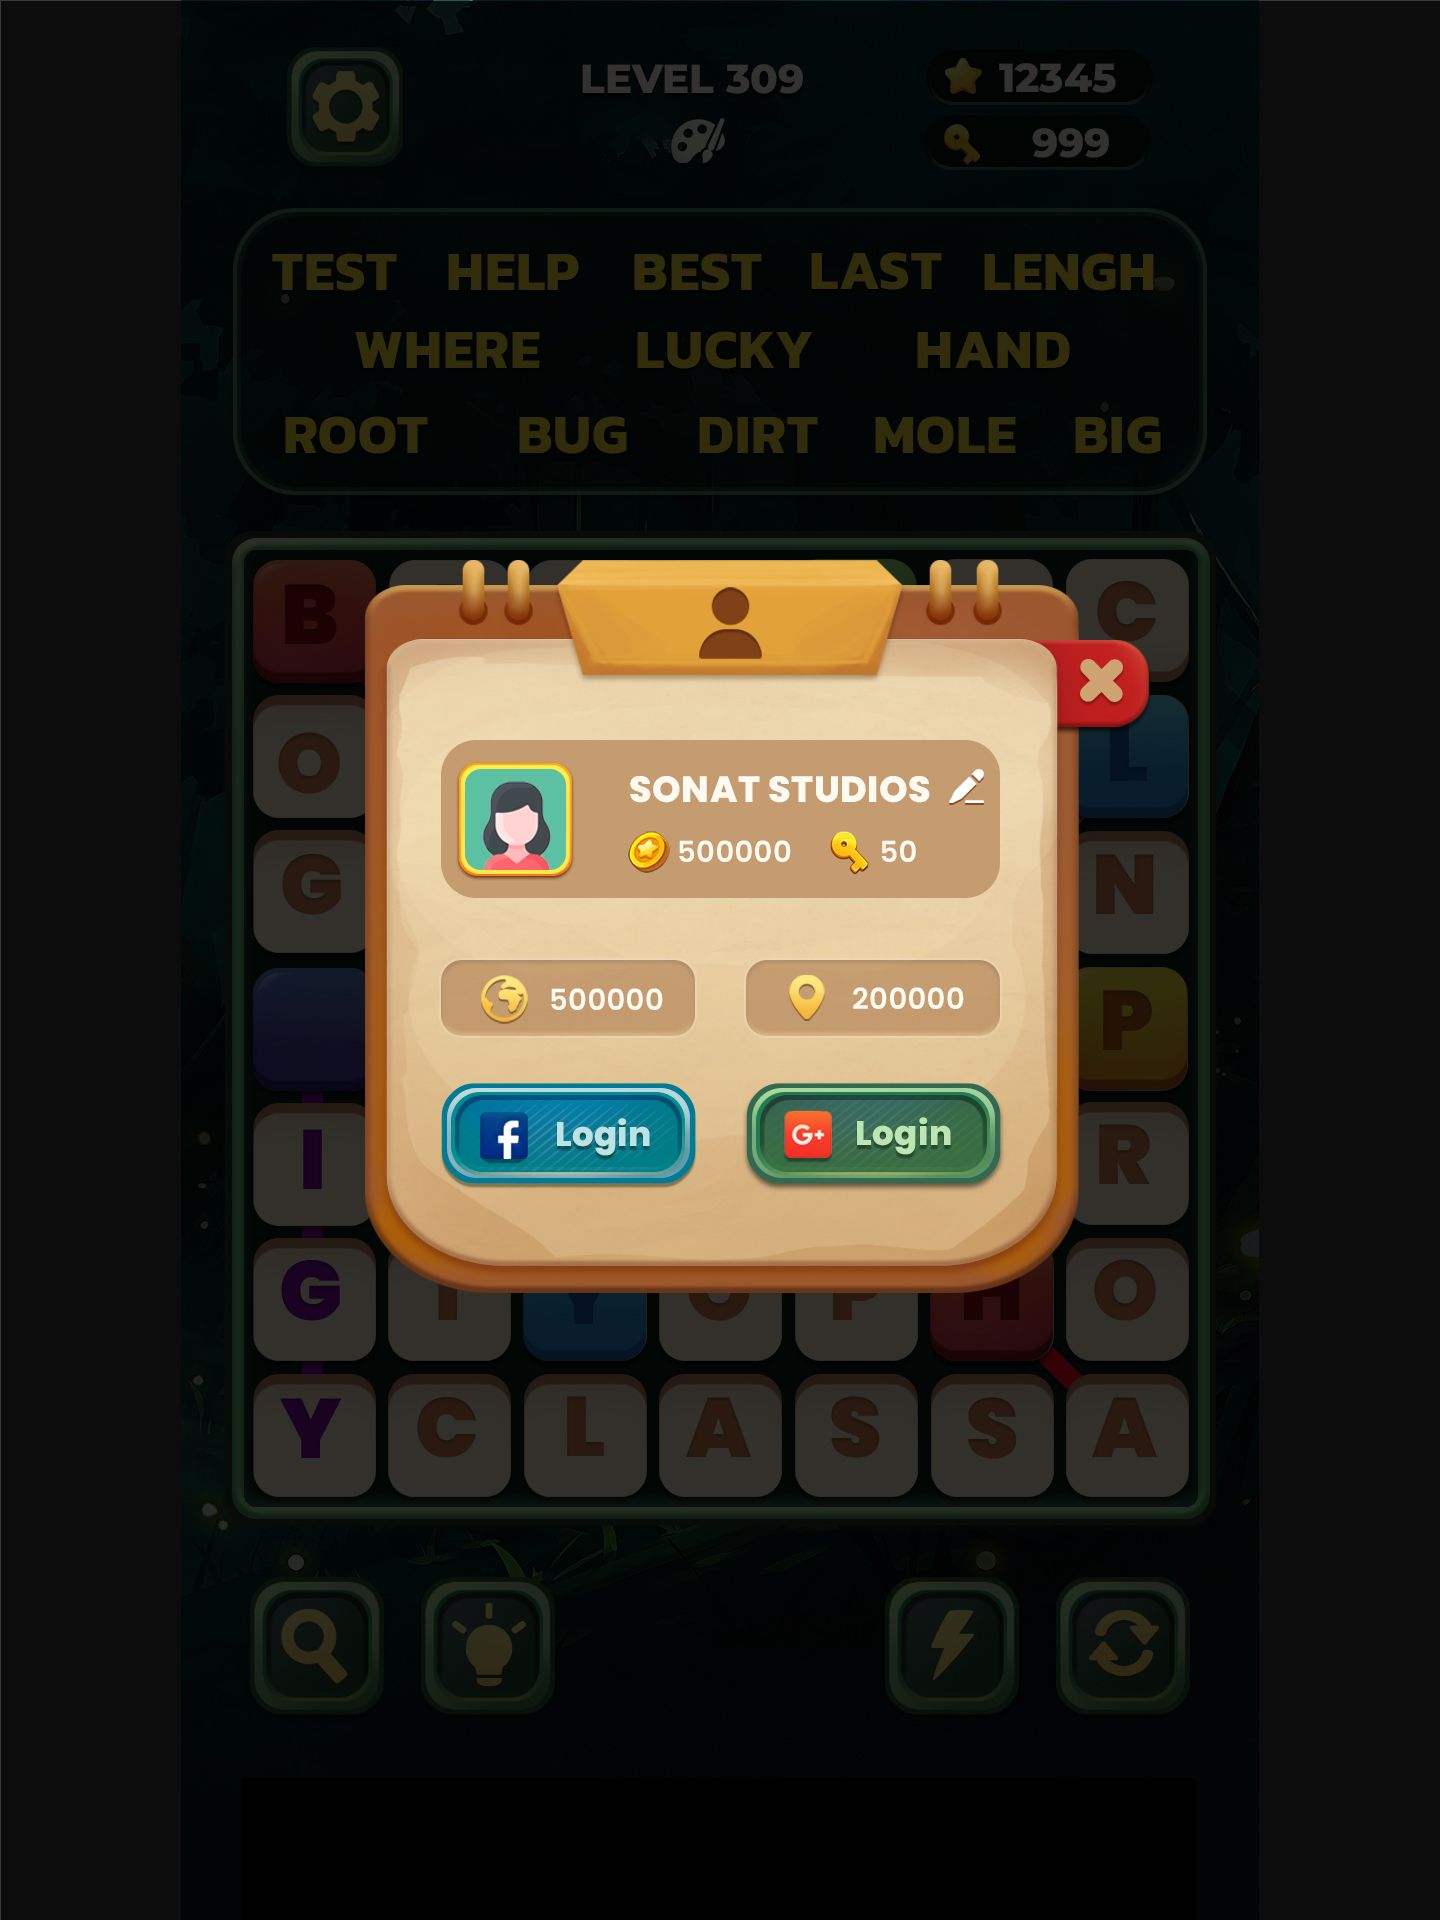 LEVEL 309
12345
999
TEST HELP BEST LAST LENGH
WHERE LUCKY HAND
ROOT BUG DIRT MOLE BIG
B C
SONAT STUDIOS
O L
500000 50
G N
500000 200000
P
f Login G+ Login
I R
G I Y O P H O
Y C L A S S A